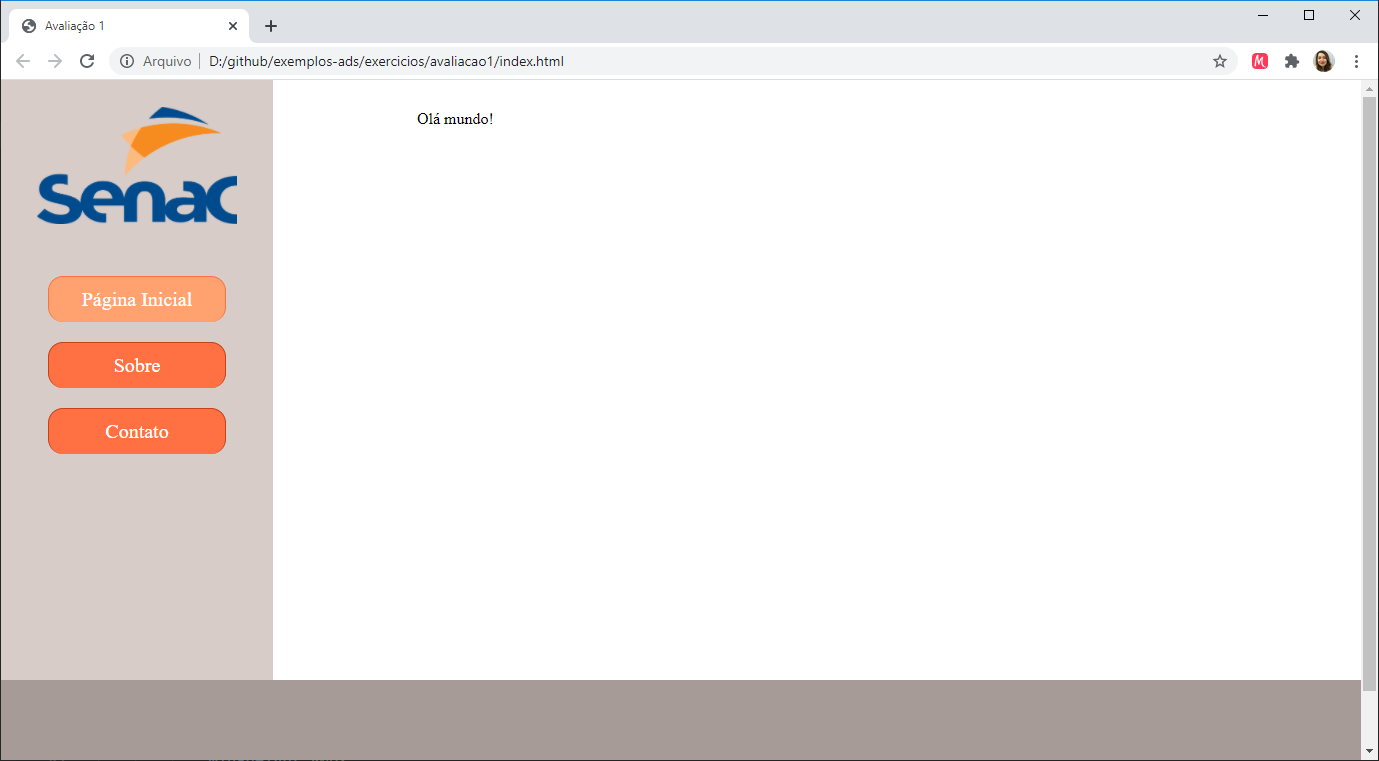 Avaliação 1
Arquivo D:/github/exemplos-ads/exercicios/avaliacao1/index.html
senac
Olá mundo!
Página Inicial
Sobre
Contato